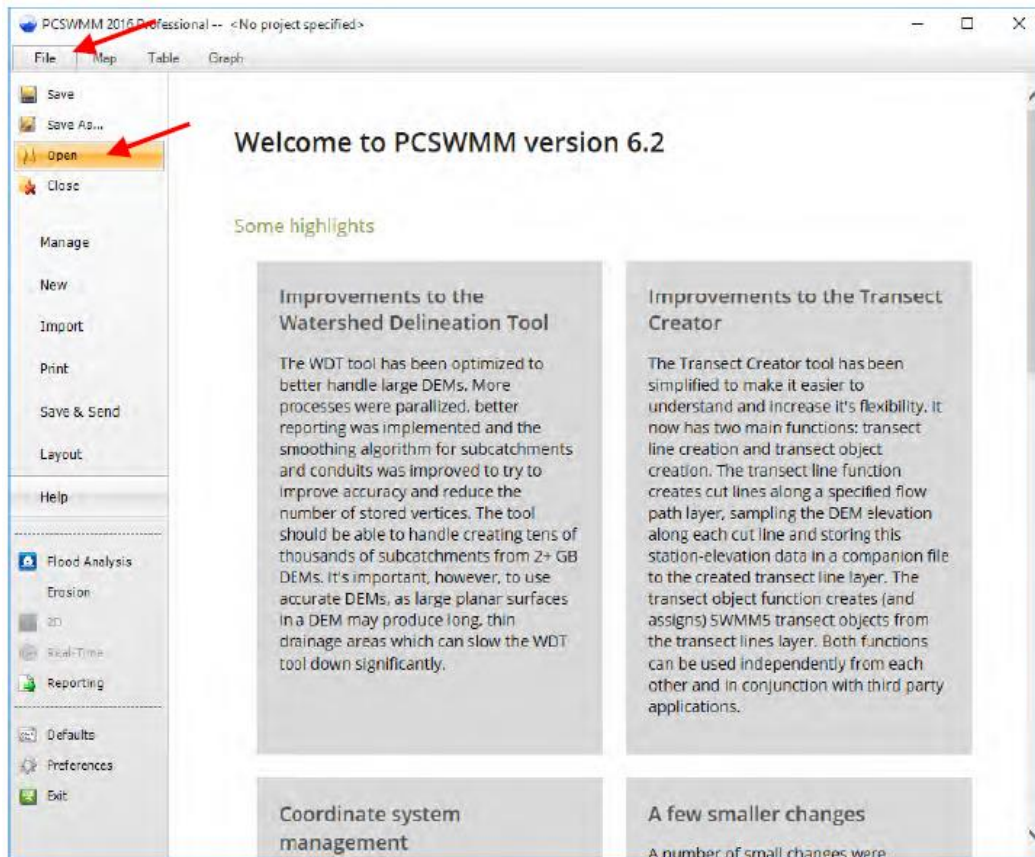 PCSWMM 2016 Professional -- <No project specified>
File Map Table Graph
Save
Save As...
Open
Close
Manage
New
Import
Print
Save & Send
Layout
Help
Flood Analysis
Erosion
2D
Real-Time
Reporting
Defaults
Preferences
Exit
Welcome to PCSWMM version 6.2
Some highlights
Improvements to the
Watershed Delineation Tool
The WDT tool has been optimized to
better handle large DEMs. More
processes were parallized, better
reporting was implemented and the
smoothing algorithm for subcatchments
and conduits was improved to try to
improve accuracy and reduce the
number of stored vertices. The tool
should be able to handle creating tens of
thousands of subcatchments from 2+ GB
DEMs. It's important, however, to use
accurate DEMs, as large planar surfaces
in a DEM may produce long, thin
drainage areas which can slow the WDT
tool down significantly.
Improvements to the Transect
Creator
The Transect Creator tool has been
simplified to make it easier to
understand and increase it's flexibility. It
now has two main functions: transect
line creation and transect object
creation. The transect line function
creates cut lines along a specified flow
path layer, sampling the DEM elevation
along each cut line and storing this
station-elevation data in a companion file
to the created transect line layer. The
transect object function creates (and
assigns) SWMM5 transect objects from
the transect lines layer. Both functions
can be used independently from each
other and in conjunction with third party
applications.
Coordinate system
management
A few smaller changes
A number of small changes were